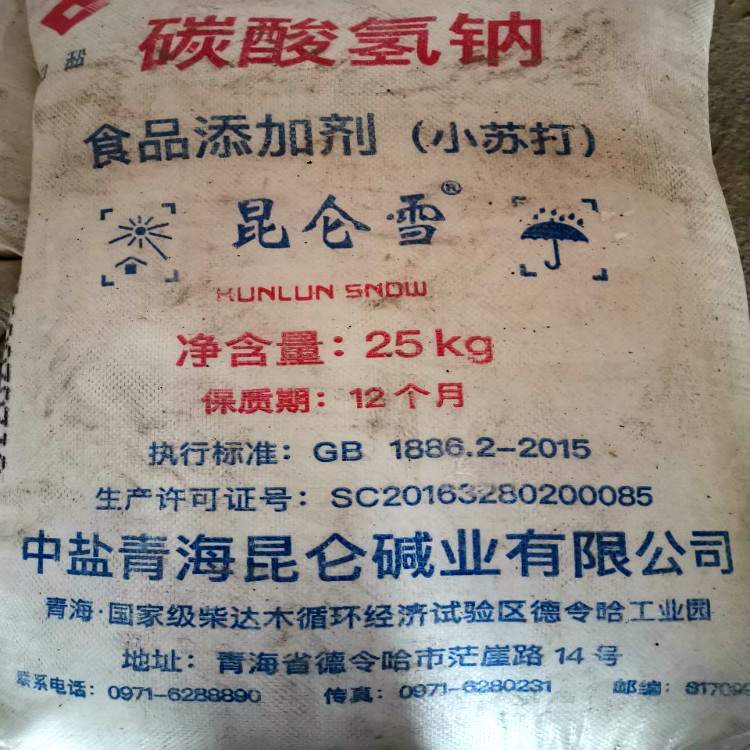 盐
碳酸氢钠
食品添加剂（小苏打）
昆仑雪®
KUNLUN SNOW
净含量：25kg
保质期：12个月
执行标准：GB 1886.2-2015
生产许可证号：SC20163280200085
中盐青海昆仑碱业有限公司
青海·国家级柴达木循环经济试验区德令哈工业园
地址：青海省德令哈市茫崖路14号
联系电话：0971-6288890 传真：0971-6280231 邮编：